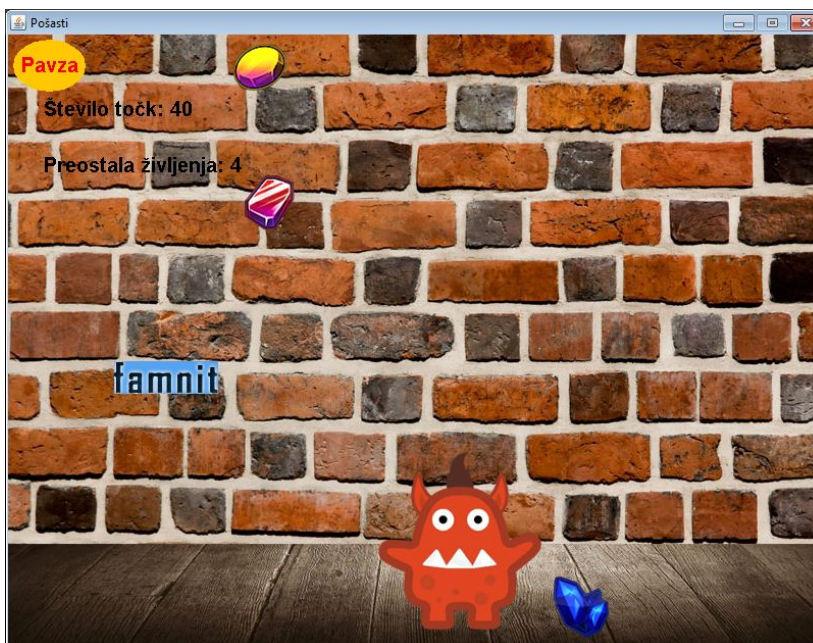 Pošasti
Pavza
Število točk: 40
Preostala življenja: 4
famnit